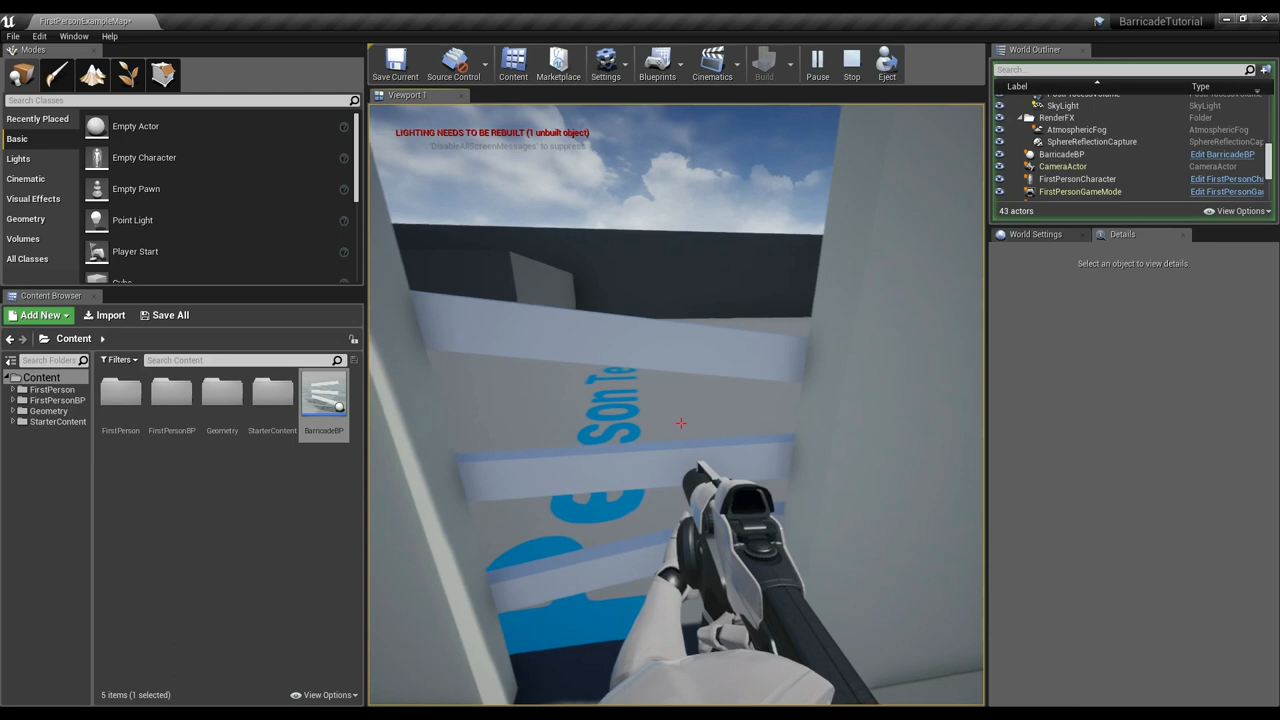 FirstPersonExampleMap*
BarricadeTutorial
File Edit Window Help
Modes
Search Classes
Recently Placed
Basic
Lights
Cinematic
Visual Effects
Geometry
Volumes
All Classes
Empty Actor
Empty Character
Empty Pawn
Point Light
Player Start
Content Browser
Add New Import Save All
Content
Search Folders
Filters Search Content
Content
FirstPerson
FirstPersonBP
Geometry
StarterContent
FirstPerson FirstPersonBP Geometry StarterContent BarricadeBP
5 items (1 selected) View Options
Save Current Source Control Content Marketplace Settings Blueprints Cinematics Build Pause Stop Eject
Viewport 1
LIGHTING NEEDS TO BE REBUILT (1 unbuilt object)
'DisableAllScreenMessages' to suppress
son Te
World Outliner
Search...
Label Type
SkyLight SkyLight
RenderFX Folder
AtmosphericFog AtmosphericFog
SphereReflectionCapture SphereReflectionCap
BarricadeBP Edit BarricadeBP
CameraActor CameraActor
FirstPersonCharacter Edit FirstPersonCha
FirstPersonGameMode Edit FirstPersonGa
43 actors View Options
World Settings Details
Select an object to view details